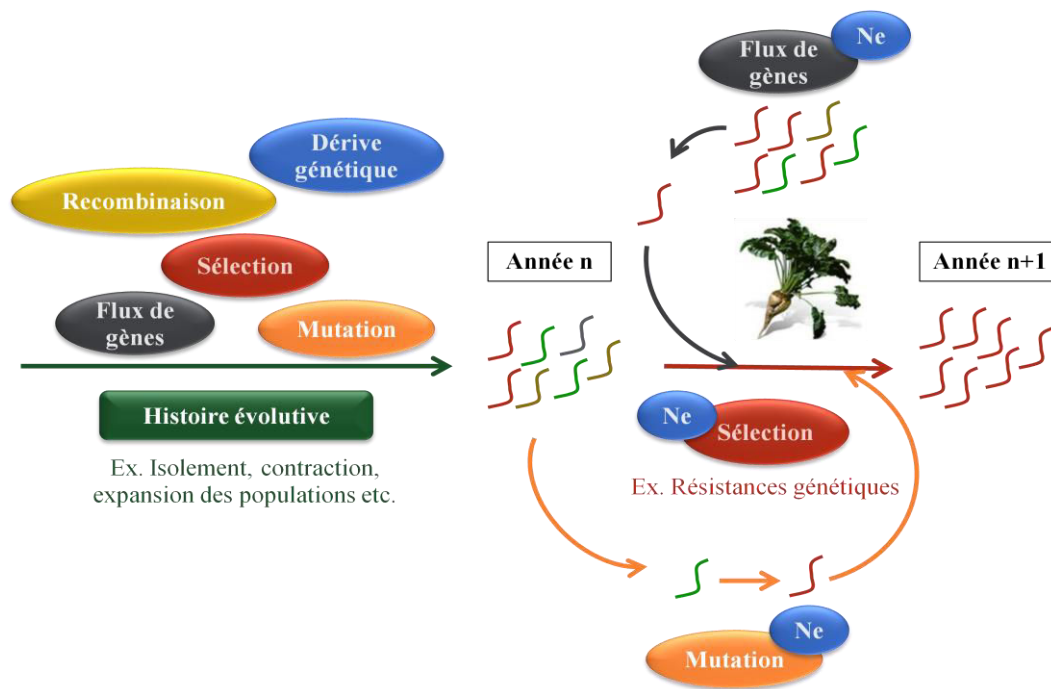 Ne
Flux de
gènes
Dérive
génétique
Recombinaison
Sélection
Flux de
gènes
Mutation
Histoire évolutive
Ex. Isolement, contraction,
expansion des populations etc.
Année n
Année n+1
Ne
Sélection
Ex. Résistances génétiques
Ne
Mutation